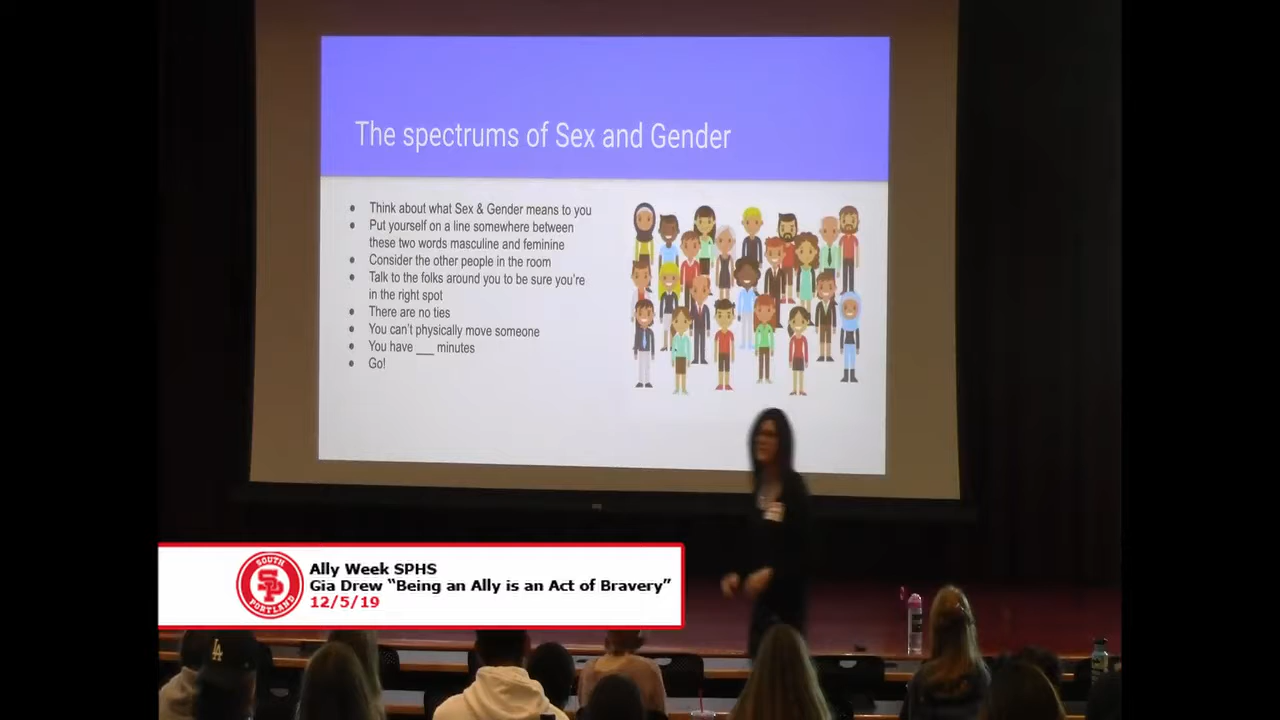 The spectrums of Sex and Gender
● Think about what Sex & Gender means to you
● Put yourself on a line somewhere between
these two words masculine and feminine
● Consider the other people in the room
● Talk to the folks around you to be sure you're
in the right spot
● There are no ties
● You can't physically move someone
● You have ___ minutes
● Go!
SOUTH
SP
PORTLAND
Ally Week SPHS
Gia Drew “Being an Ally is an Act of Bravery”
12/5/19
LA